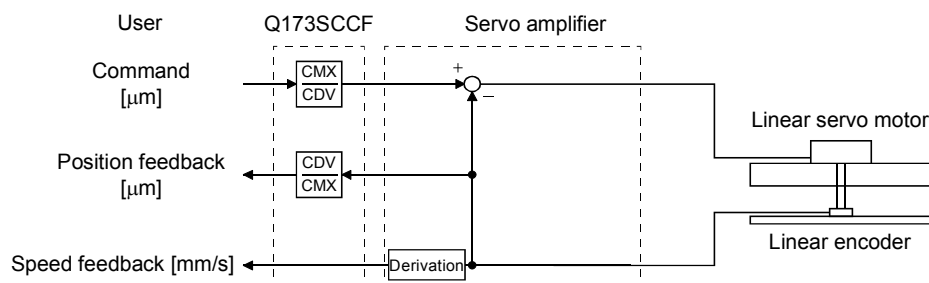 User
Q173SCCF
Servo amplifier
Command
[μm]
CMX
CDV
+
−
Linear servo motor
Position feedback
[μm]
CDV
CMX
Linear encoder
Speed feedback [mm/s]
Derivation